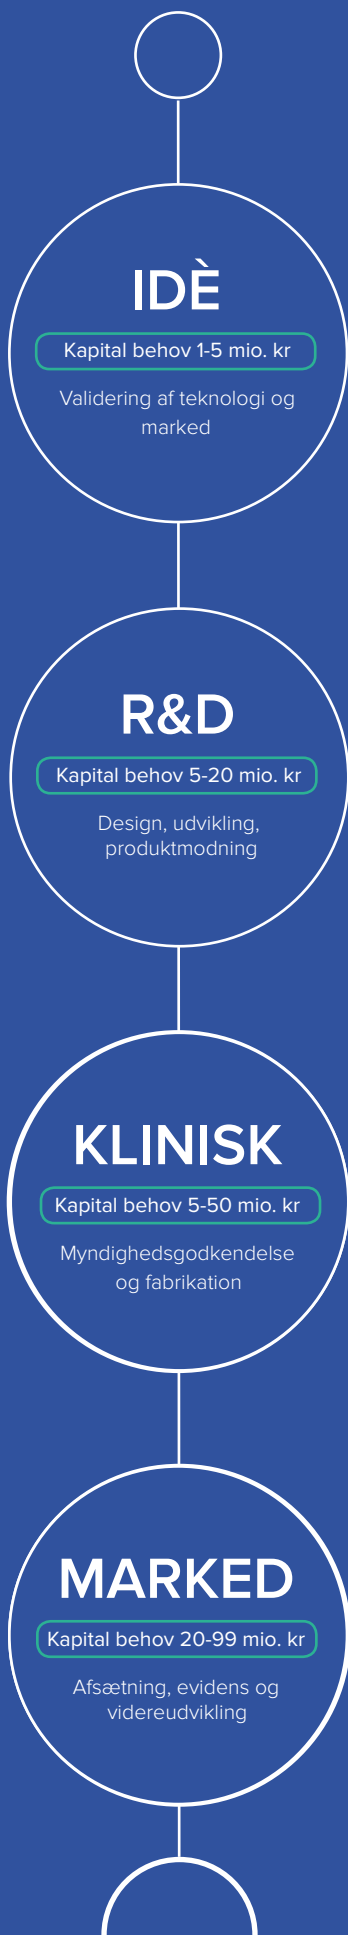 IDÈ
Kapital behov 1-5 mio. kr
Validering af teknologi og
marked
R&D
Kapital behov 5-20 mio. kr
Design, udvikling,
produktmodning
KLINISK
Kapital behov 5-50 mio. kr
Myndighedsgodkendelse
og fabrikation
MARKED
Kapital behov 20-99 mio. kr
Afsætning, evidens og
videreudvikling